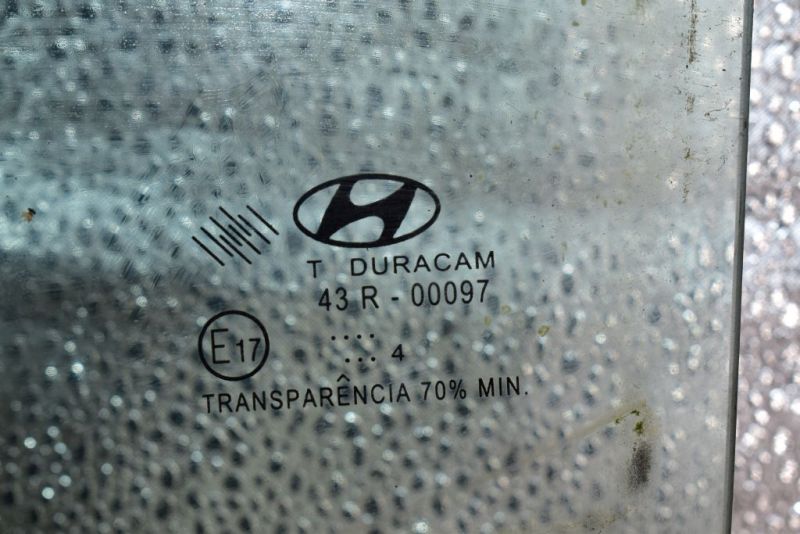 T DURACAM
43 R - 00097
E17
.... 
... 4
TRANSPARÊNCIA 70% MIN.